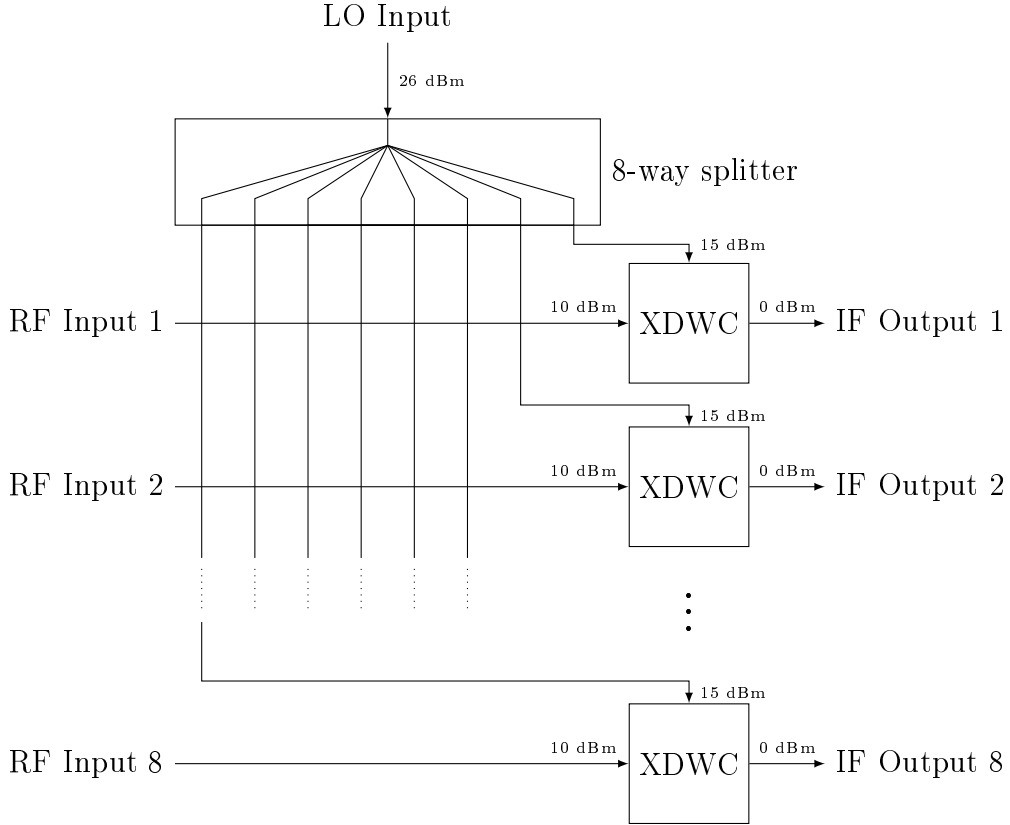 LO Input
26 dBm
8-way splitter
15 dBm
RF Input 1
10 dBm
XDWC
0 dBm
IF Output 1
15 dBm
RF Input 2
10 dBm
XDWC
0 dBm
IF Output 2
15 dBm
RF Input 8
10 dBm
XDWC
0 dBm
IF Output 8